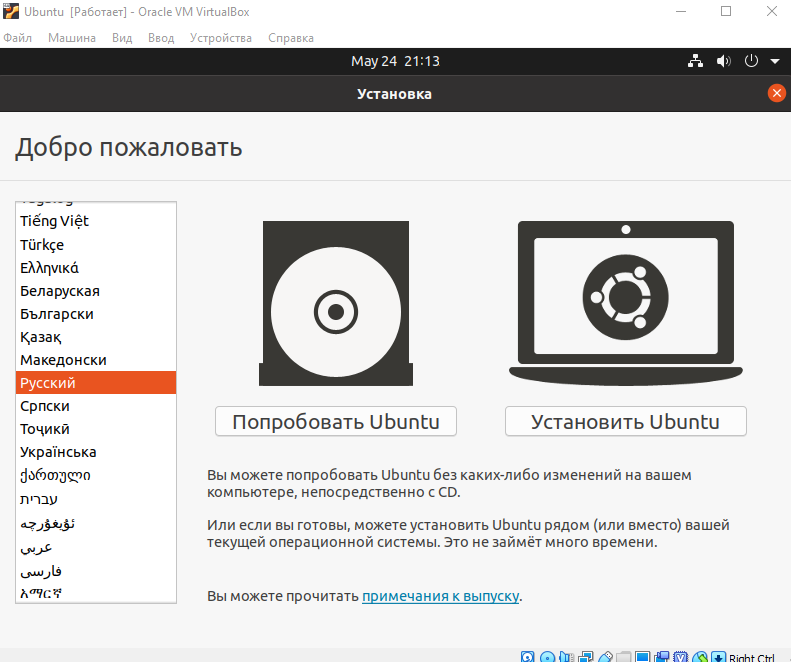 Ubuntu [Работает] - Oracle VM VirtualBox
Файл Машина Вид Ввод Устройства Справка
May 24 21:13
Установка
Добро пожаловать
Tiếng Việt
Türkçe
Ελληνικά
Беларуская
Български
Қазақ
Македонски
Русский
Српски
Тоҷикӣ
Українська
ქართული
עברית
ئۇيغۇرچە
عربي
فارسی
አማርኛ
Попробовать Ubuntu
Установить Ubuntu
Вы можете попробовать Ubuntu без каких-либо изменений на вашем
компьютере, непосредственно с CD.
Или если вы готовы, можете установить Ubuntu рядом (или вместо) вашей
текущей операционной системы. Это не займёт много времени.
Вы можете прочитать примечания к выпуску.
Right Ctrl